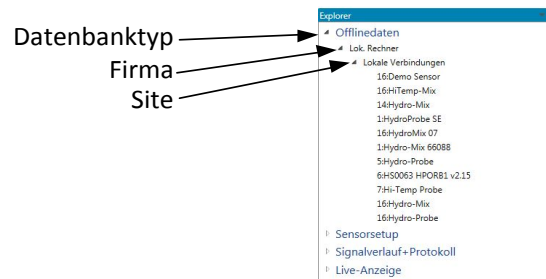 Explorer
Datenbanktyp
Offlinedaten
Firma
Lok. Rechner
Site
Lokale Verbindungen
16:Demo Sensor
16:HiTemp-Mix
14:Hydro-Mix
1:HydroProbe SE
16:HydroMix 07
1:Hydro-Mix 66088
5:Hydro-Probe
6:HS0063 HPORB1 v2.15
7:Hi-Temp Probe
16:Hydro-Mix
16:Hydro-Probe
Sensorsetup
Signalverlauf+Protokoll
Live-Anzeige